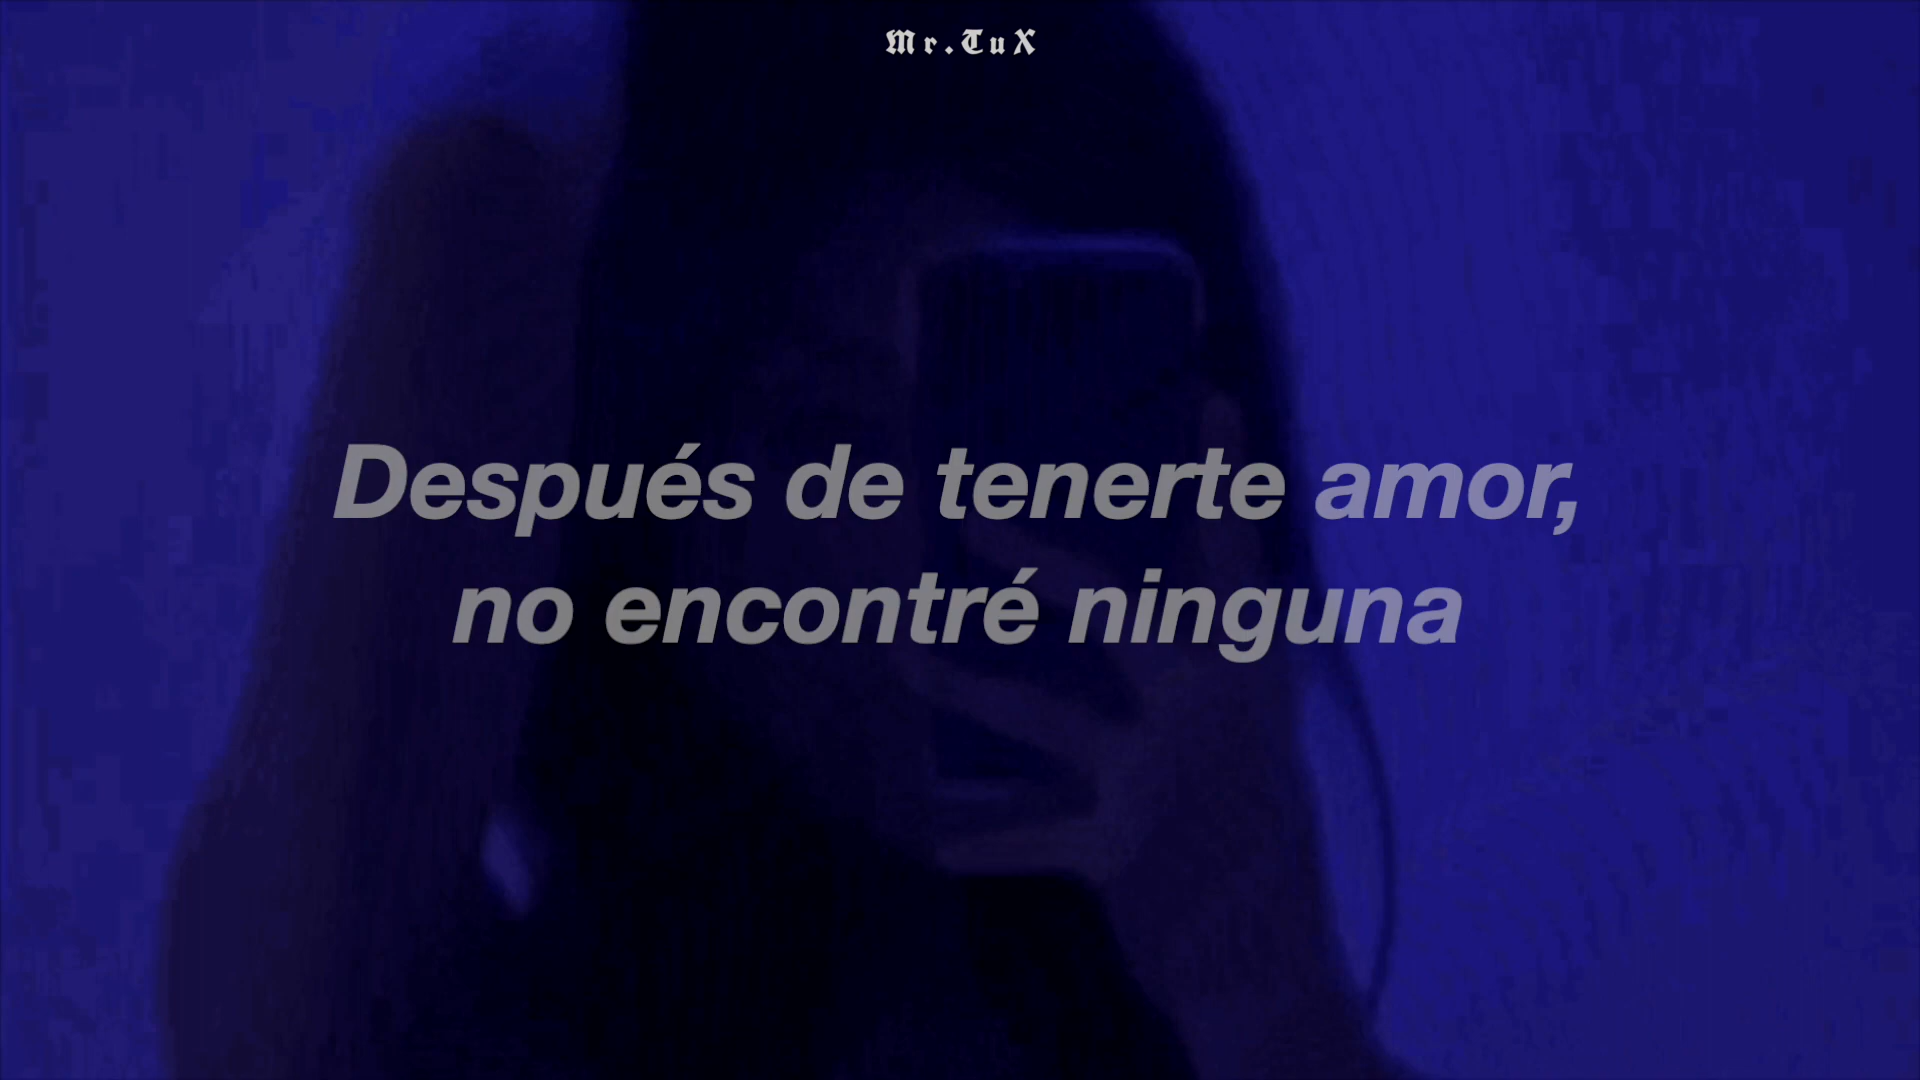 Mr.TuX
Después de tenerte amor,
no encontré ninguna